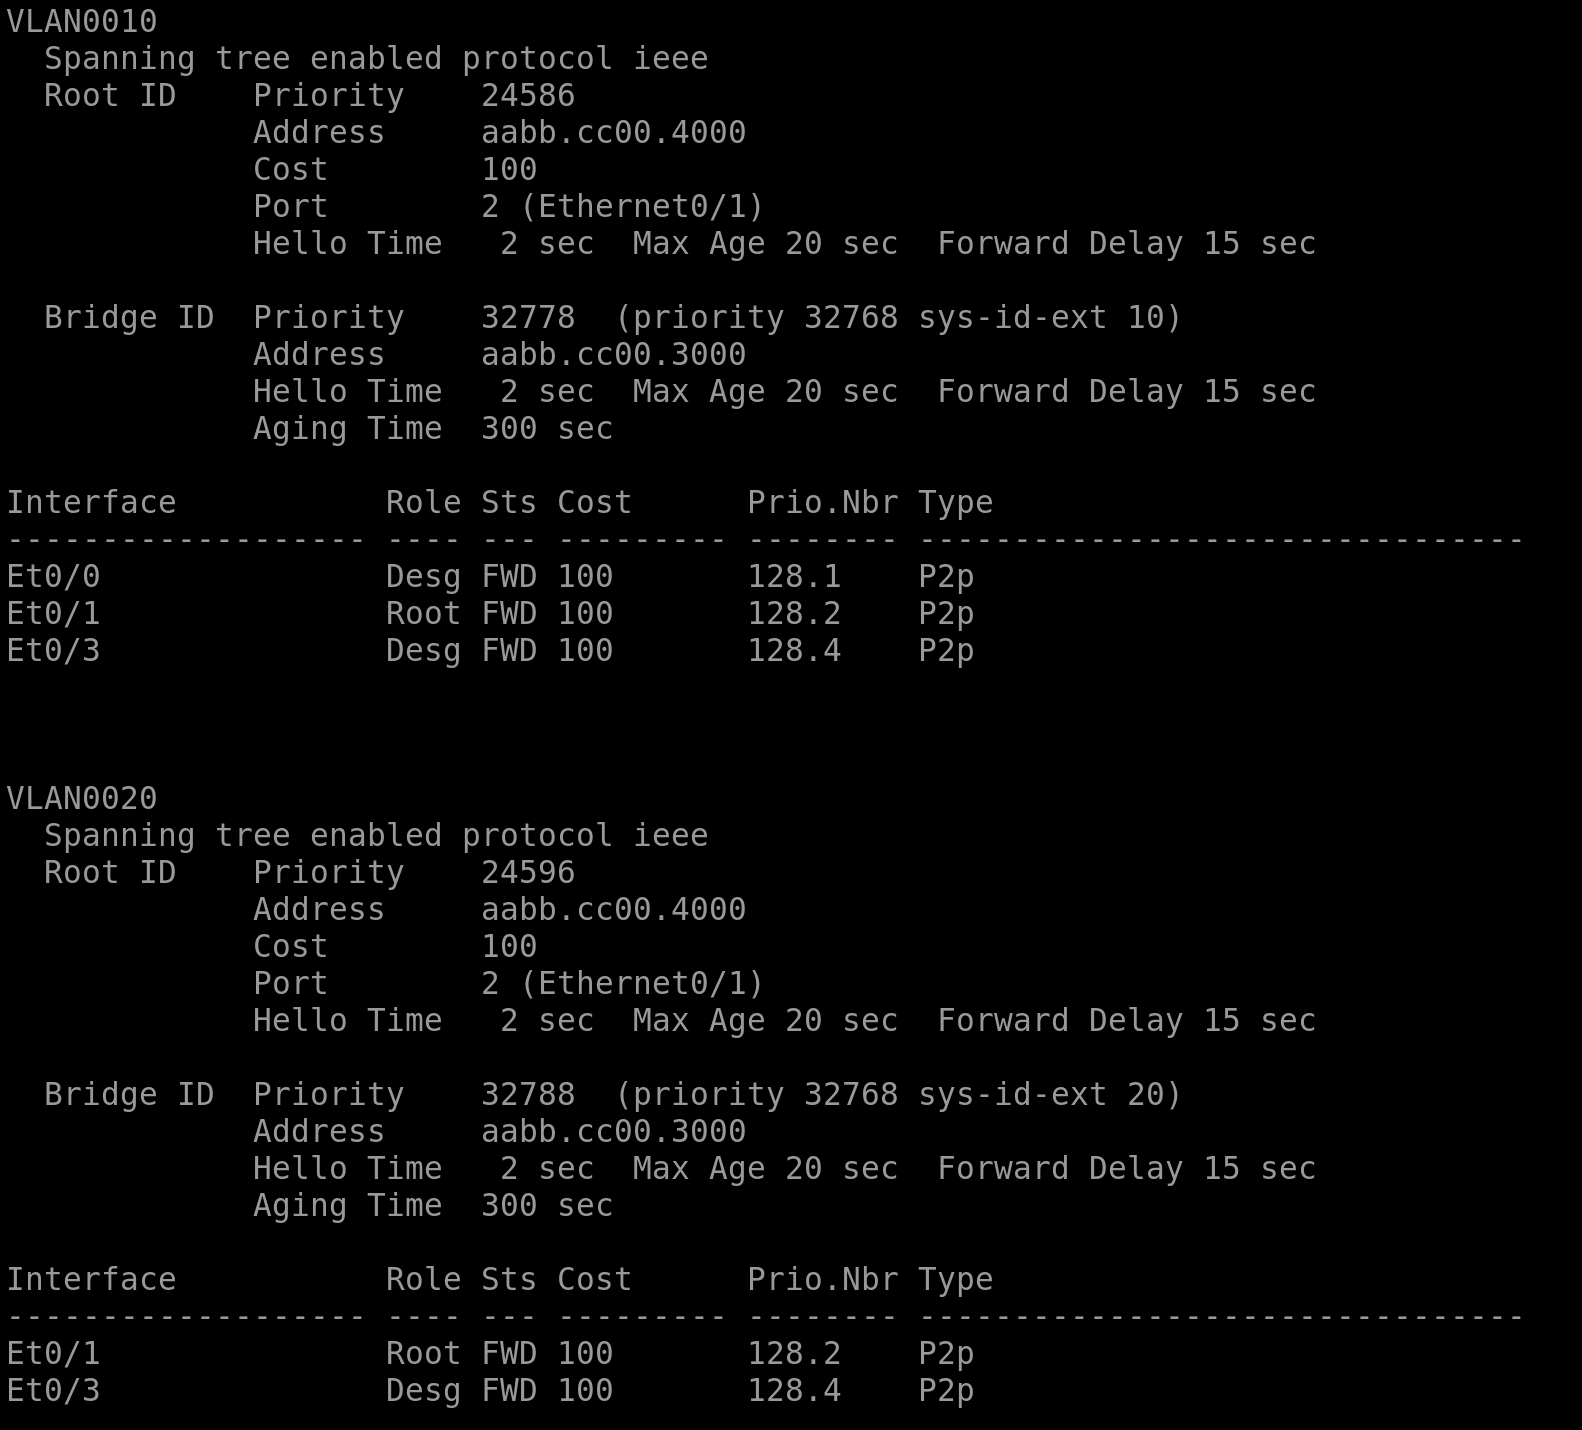 VLAN0010
  Spanning tree enabled protocol ieee
  Root ID    Priority    24586
             Address     aabb.cc00.4000
             Cost        100
             Port        2 (Ethernet0/1)
             Hello Time   2 sec  Max Age 20 sec  Forward Delay 15 sec

  Bridge ID  Priority    32778  (priority 32768 sys-id-ext 10)
             Address     aabb.cc00.3000
             Hello Time   2 sec  Max Age 20 sec  Forward Delay 15 sec
             Aging Time  300 sec

Interface           Role Sts Cost      Prio.Nbr Type
------------------- ---- --- --------- -------- --------------------------------
Et0/0               Desg FWD 100       128.1    P2p
Et0/1               Root FWD 100       128.2    P2p
Et0/3               Desg FWD 100       128.4    P2p

VLAN0020
  Spanning tree enabled protocol ieee
  Root ID    Priority    24596
             Address     aabb.cc00.4000
             Cost        100
             Port        2 (Ethernet0/1)
             Hello Time   2 sec  Max Age 20 sec  Forward Delay 15 sec

  Bridge ID  Priority    32788  (priority 32768 sys-id-ext 20)
             Address     aabb.cc00.3000
             Hello Time   2 sec  Max Age 20 sec  Forward Delay 15 sec
             Aging Time  300 sec

Interface           Role Sts Cost      Prio.Nbr Type
------------------- ---- --- --------- -------- --------------------------------
Et0/1               Root FWD 100       128.2    P2p
Et0/3               Desg FWD 100       128.4    P2p